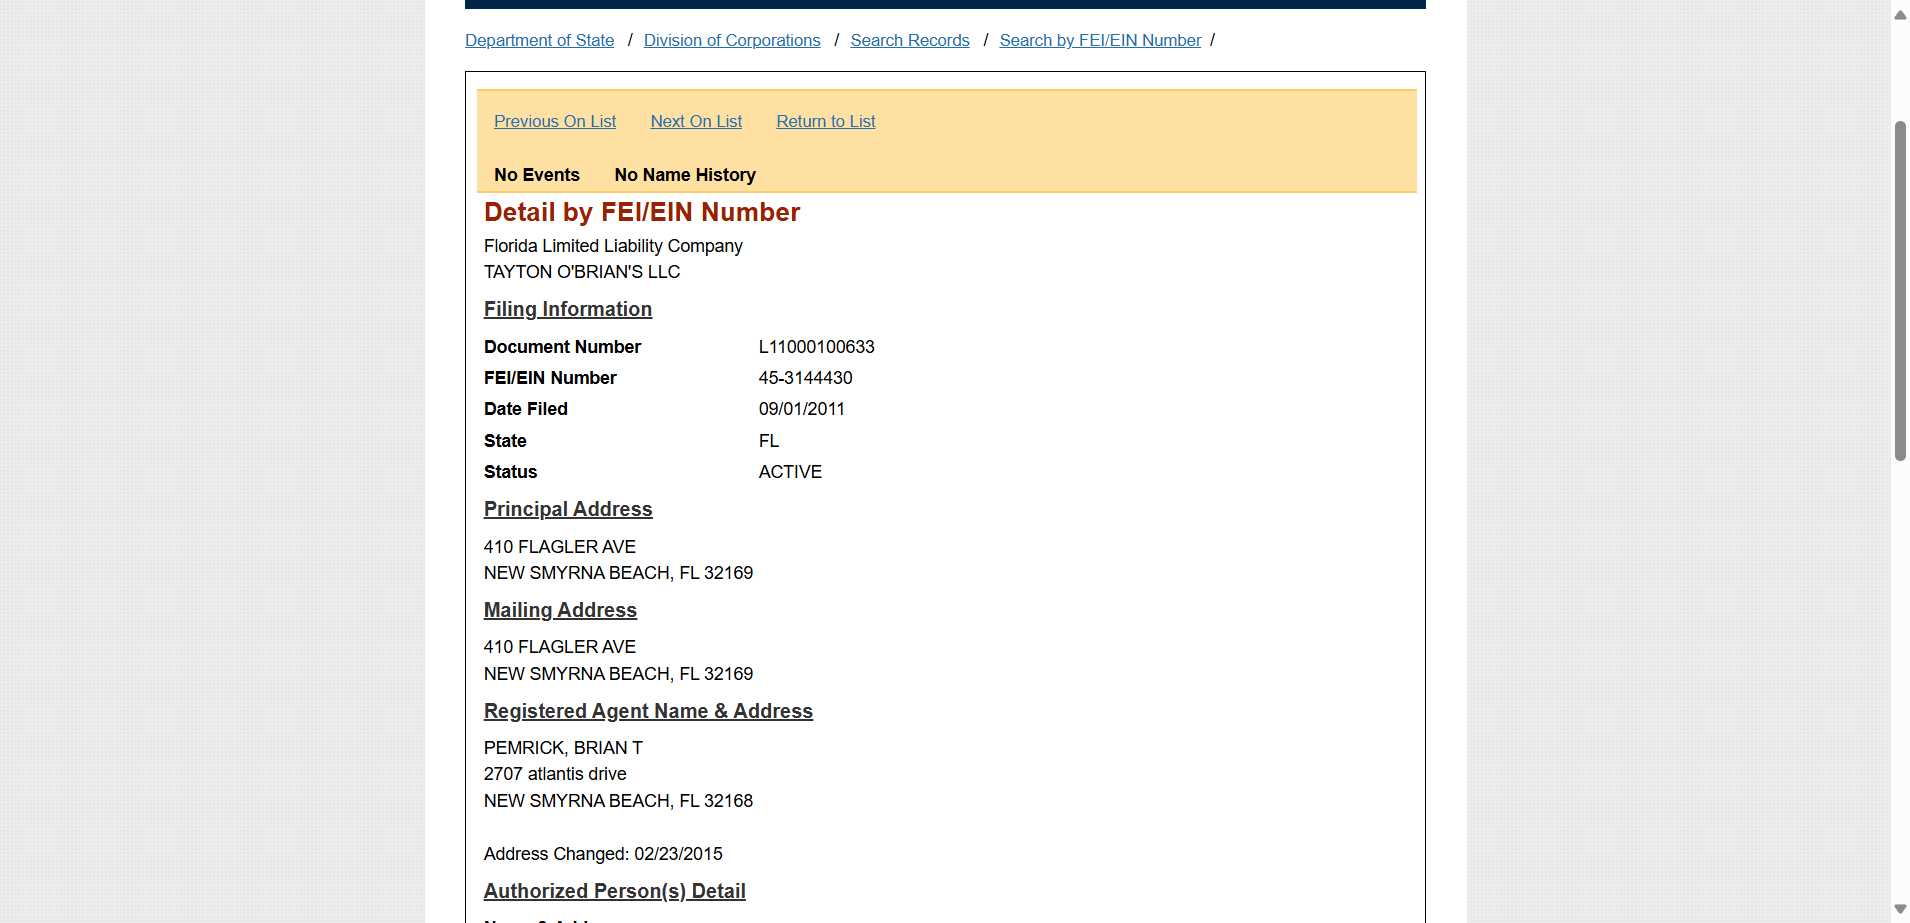 Department of State / Division of Corporations / Search Records / Search by FEI/EIN Number /
Previous On List Next On List Return to List
No Events No Name History
Detail by FEI/EIN Number
Florida Limited Liability Company
TAYTON O'BRIAN'S LLC
Filing Information
Document Number L11000100633
FEI/EIN Number 45-3144430
Date Filed 09/01/2011
State FL
Status ACTIVE
Principal Address
410 FLAGLER AVE
NEW SMYRNA BEACH, FL 32169
Mailing Address
410 FLAGLER AVE
NEW SMYRNA BEACH, FL 32169
Registered Agent Name & Address
PEMRICK, BRIAN T
2707 atlantis drive
NEW SMYRNA BEACH, FL 32168
Address Changed: 02/23/2015
Authorized Person(s) Detail